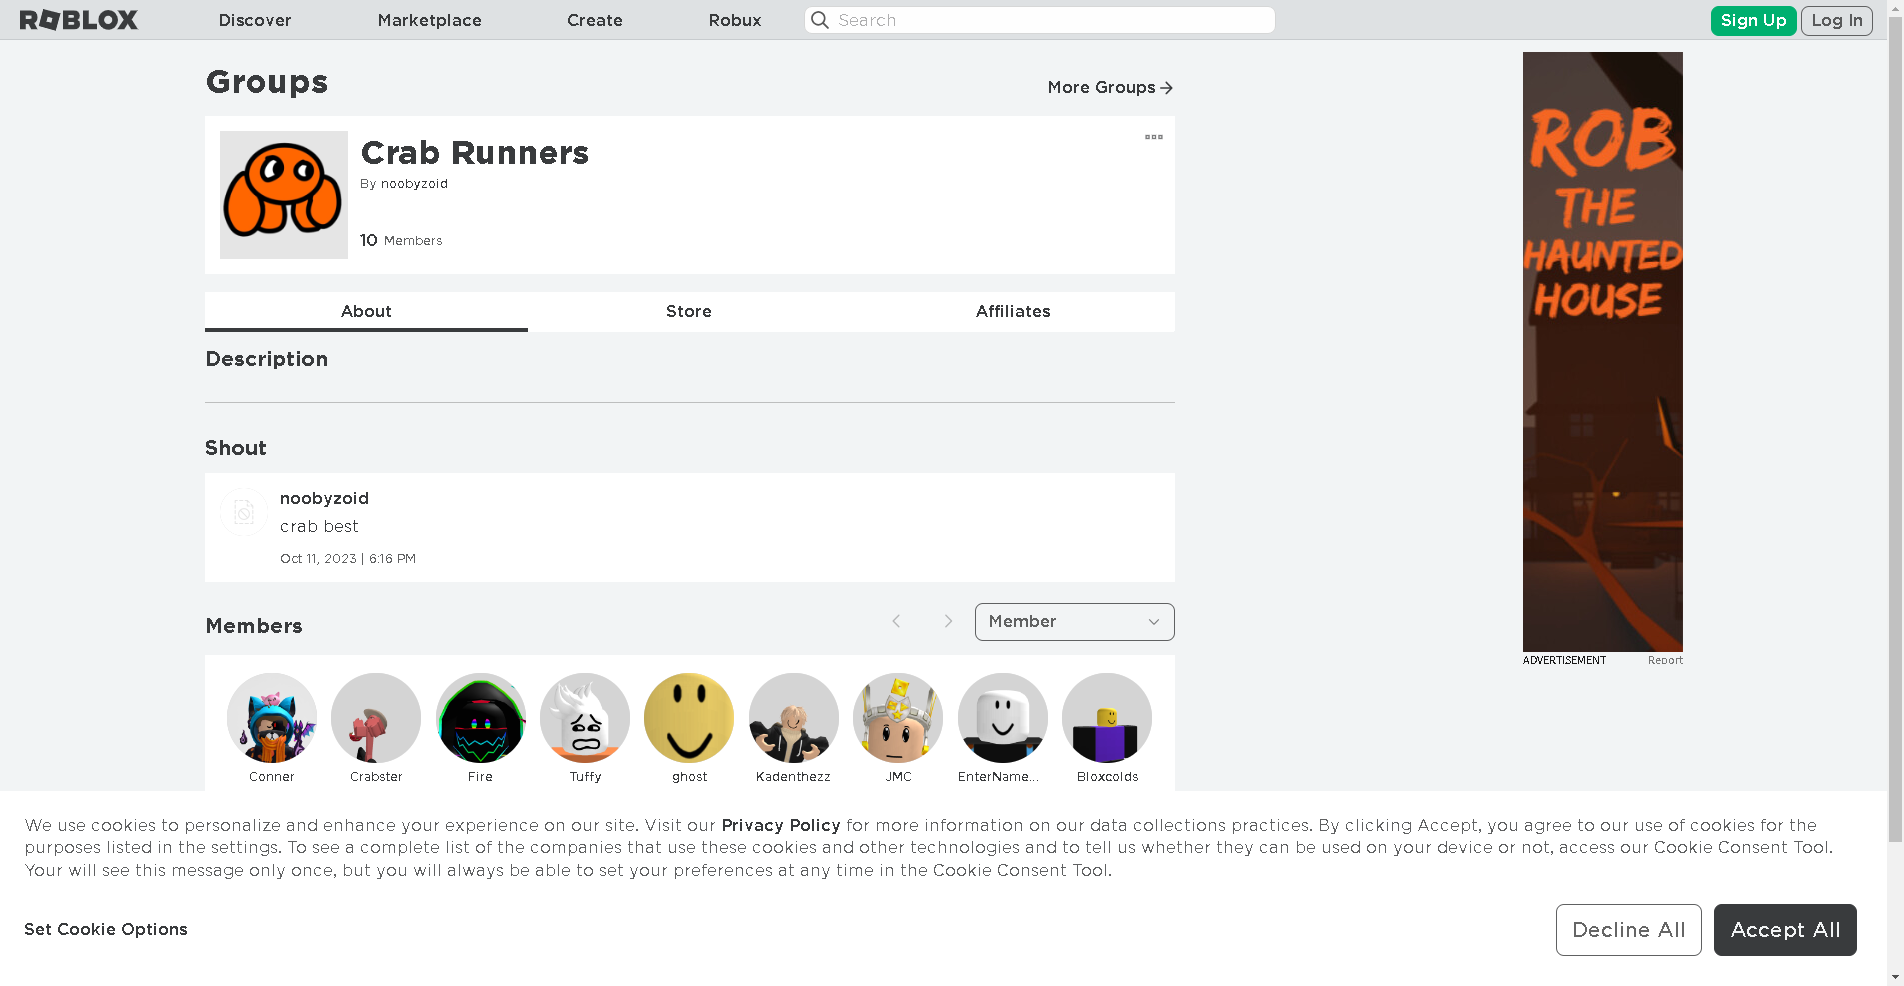 ROBLOX
Discover
Marketplace
Create
Robux
Search
Sign Up
Log In
Groups
More Groups
Crab Runners
By noobyzoid
10 Members
About
Store
Affiliates
Description
Shout
noobyzoid
crab best
Oct 11, 2023 | 6:16 PM
Members
Member
Conner
Crabster
Fire
Tuffy
ghost
Kadenthezz
JMC
EnterName...
Bloxcolds
ROB
THE
HAUNTED
HOUSE
ADVERTISEMENT
Report
We use cookies to personalize and enhance your experience on our site. Visit our Privacy Policy for more information on our data collections practices. By clicking Accept, you agree to our use of cookies for the
purposes listed in the settings. To see a complete list of the companies that use these cookies and other technologies and to tell us whether they can be used on your device or not, access our Cookie Consent Tool.
Your will see this message only once, but you will always be able to set your preferences at any time in the Cookie Consent Tool.
Set Cookie Options
Decline All
Accept All